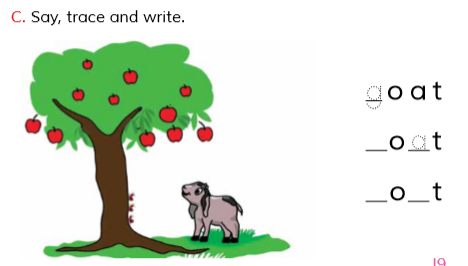 C. Say, trace and write.
goat
_oat
_o_t
19